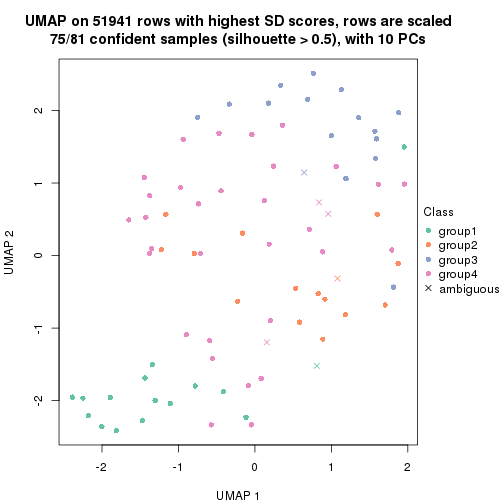 UMAP on 51941 rows with highest SD scores, rows are scaled
75/81 confident samples (silhouette > 0.5), with 10 PCs
2
1
0
-1
-2
UMAP 2
-2
-1
0
1
2
UMAP 1
Class
group1
group2
group3
group4
ambiguous